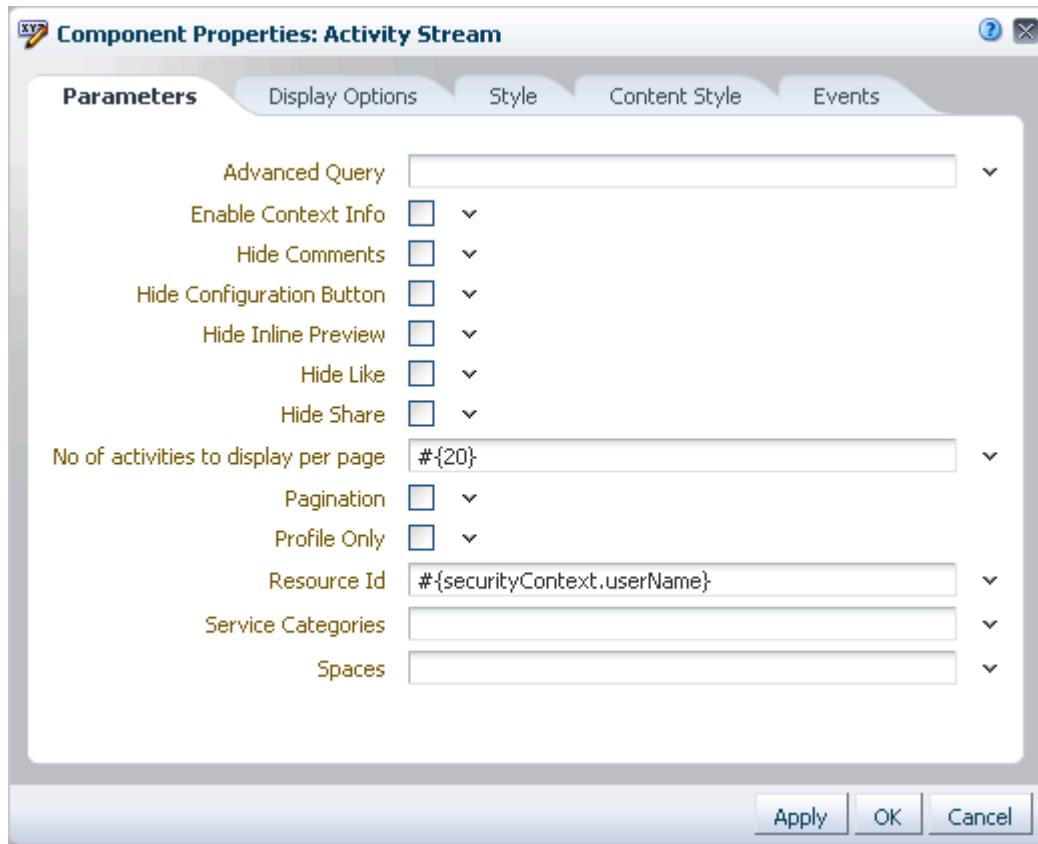 Component Properties: Activity Stream
Parameters Display Options Style Content Style Events
Advanced Query
Enable Context Info
Hide Comments
Hide Configuration Button
Hide Inline Preview
Hide Like
Hide Share
No of activities to display per page #{20}
Pagination
Profile Only
Resource Id #{securityContext.userName}
Service Categories
Spaces
Apply OK Cancel